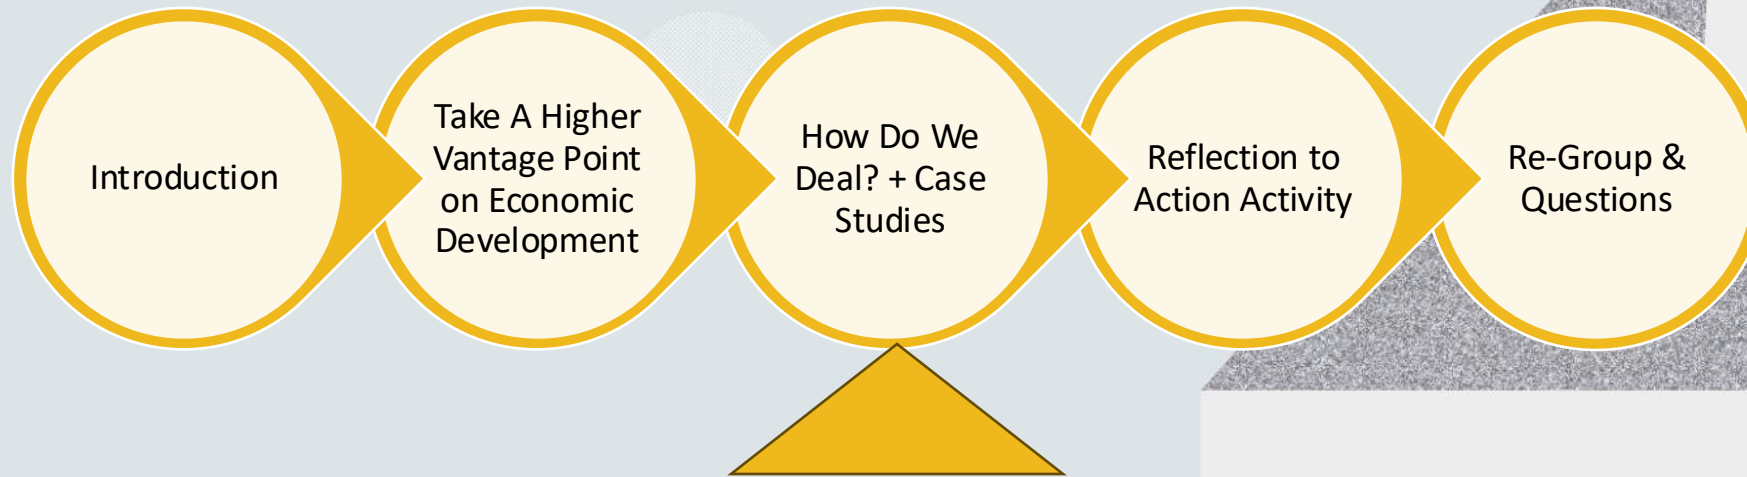 Introduction
Take A Higher
Vantage Point
on Economic
Development
How Do We
Deal? + Case
Studies
Reflection to
Action Activity
Re-Group &
Questions